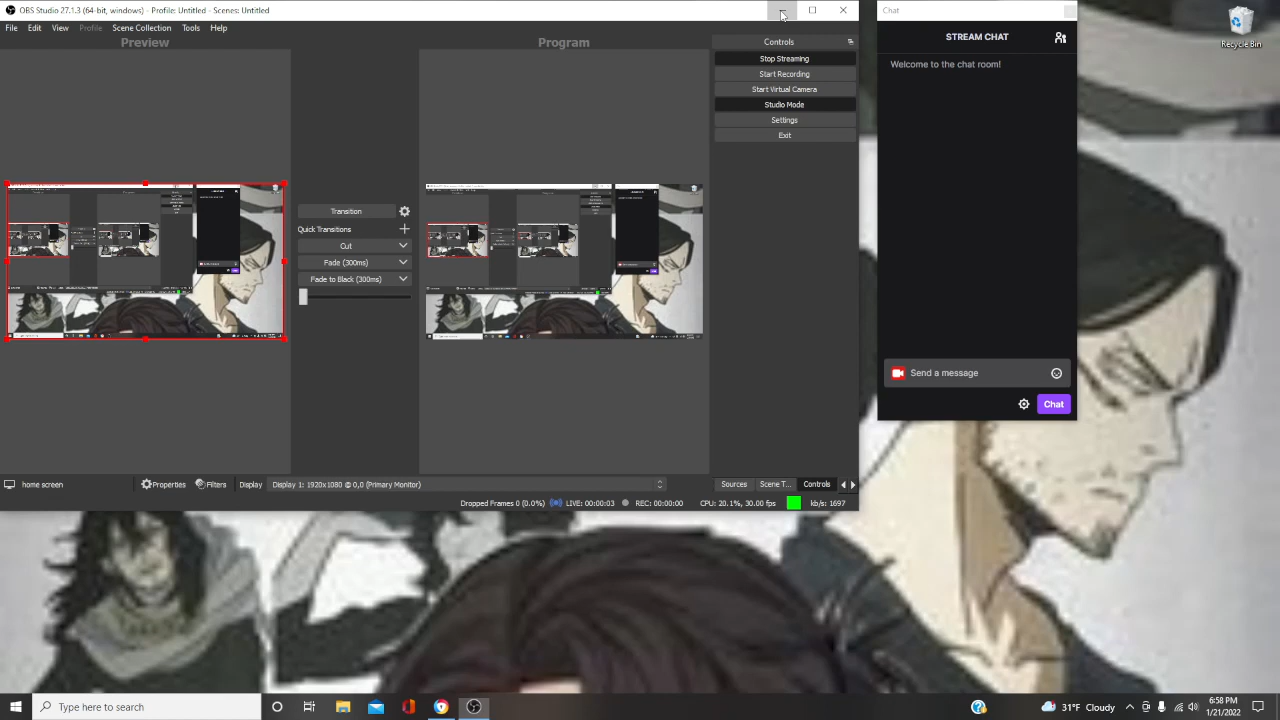 OBS Studio 27.1.3 (64-bit, windows) - Profile: Untitled - Scenes: Untitled
File Edit View Profile Scene Collection Tools Help
Preview
Program
Controls
Stop Streaming
Start Recording
Start Virtual Camera
Studio Mode
Settings
Exit
Transition
Quick Transitions
Cut
Fade (300ms)
Fade to Black (300ms)
home screen
Properties
Filters
Display
Display 1: 1920x1080 @ 0,0 (Primary Monitor)
Sources
Scene T...
Controls
Dropped Frames 0 (0.0%)
LIVE: 00:00:03
REC: 00:00:00
CPU: 20.1%, 30.00 fps
kb/s: 1697
Chat
STREAM CHAT
Welcome to the chat room!
Send a message
Chat
Recycle Bin
Type here to search
31°F Cloudy
6:58 PM
1/21/2022